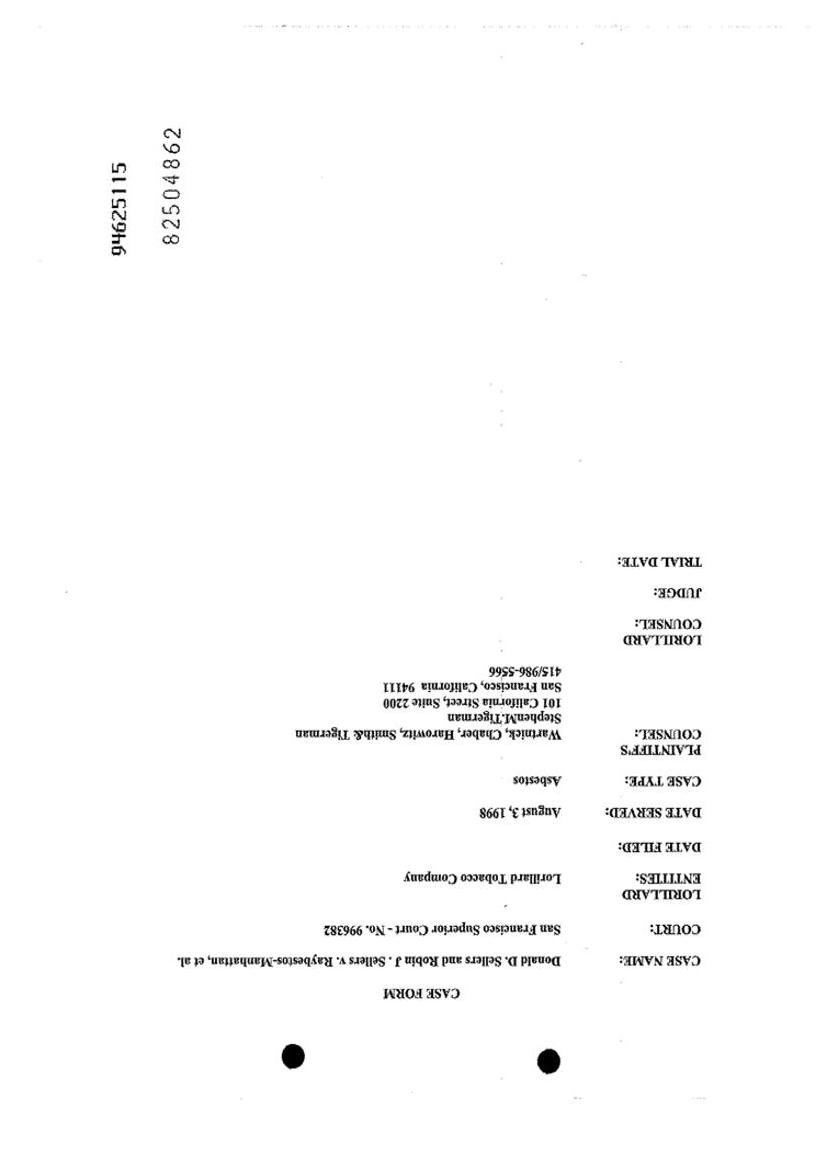 CASE FORM
CASE NAME: Donald D. Sellers and Robin J . Sellers v. Raybestos-Manhattan, et al.
COURT: San Francisco Superior Court - No. 996382
LORILLARD
ENTITIES: Lorillard Tobacco Company
DATE FILED:
DATE SERVED: August 3, 1998
CASE TYPE: Asbestos
PLAINTIFF'S
COUNSEL: Wartnick, Chaber, Harowitz, Smith& Tigerman
StephenM.Tigerman
101 California Street, Suite 2200
San Francisco, California 94111
415/986-5566
LORILLARD
COUNSEL:
JUDGE:
TRIAL DATE:
82504862
94625115